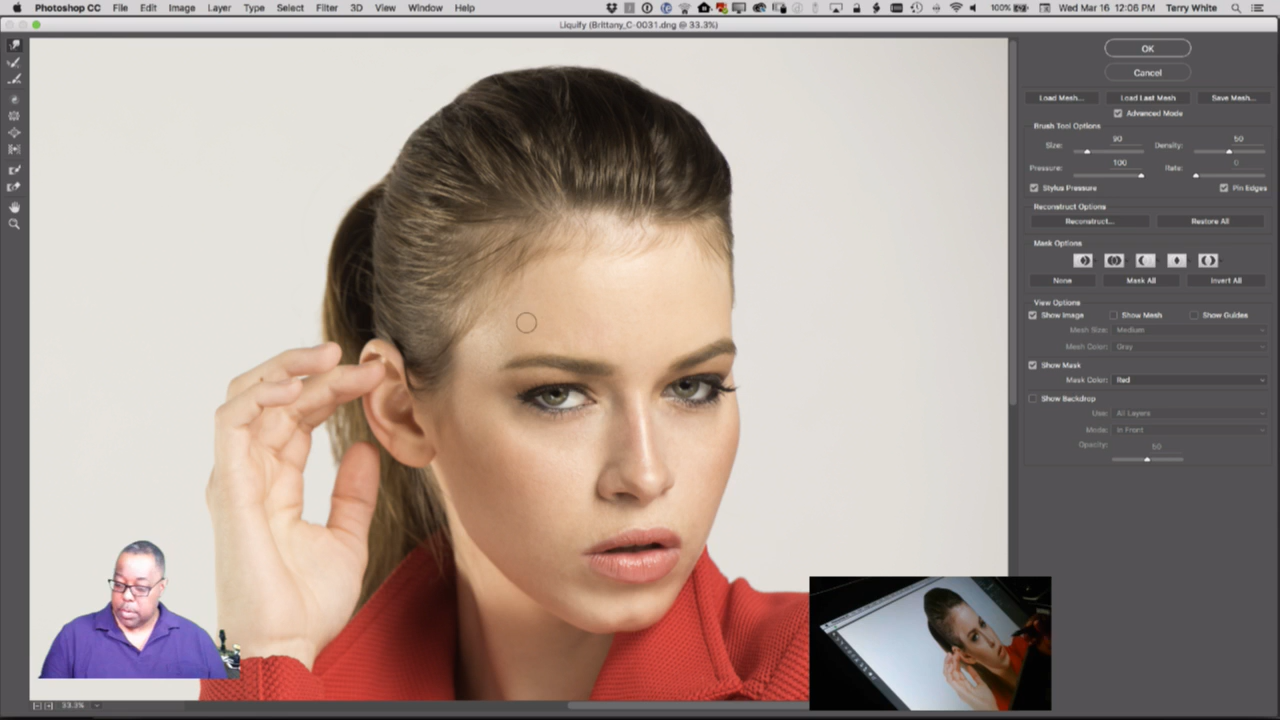 Photoshop CC File Edit Image Layer Type Select Filter 3D View Window Help 100% Wed Mar 16 12:06 PM Terry White
Liquify (Brittany_C-0031.dng @ 33.3%)
OK
Cancel
Load Mesh... Load Last Mesh Save Mesh...
Advanced Mode
Brush Tool Options
Size: 90 Density: 50
Pressure: 100 Rate: 0
Stylus Pressure Pin Edges
Reconstruct Options
Reconstruct... Restore All
Mask Options
None Mask All Invert All
View Options
Show Image Show Mesh Show Guides
Mesh Size: Medium
Mesh Color: Gray
Show Mask
Mask Color: Red
Show Backdrop
Use: All Layers
Mode: In Front
Opacity: 50
33.3%